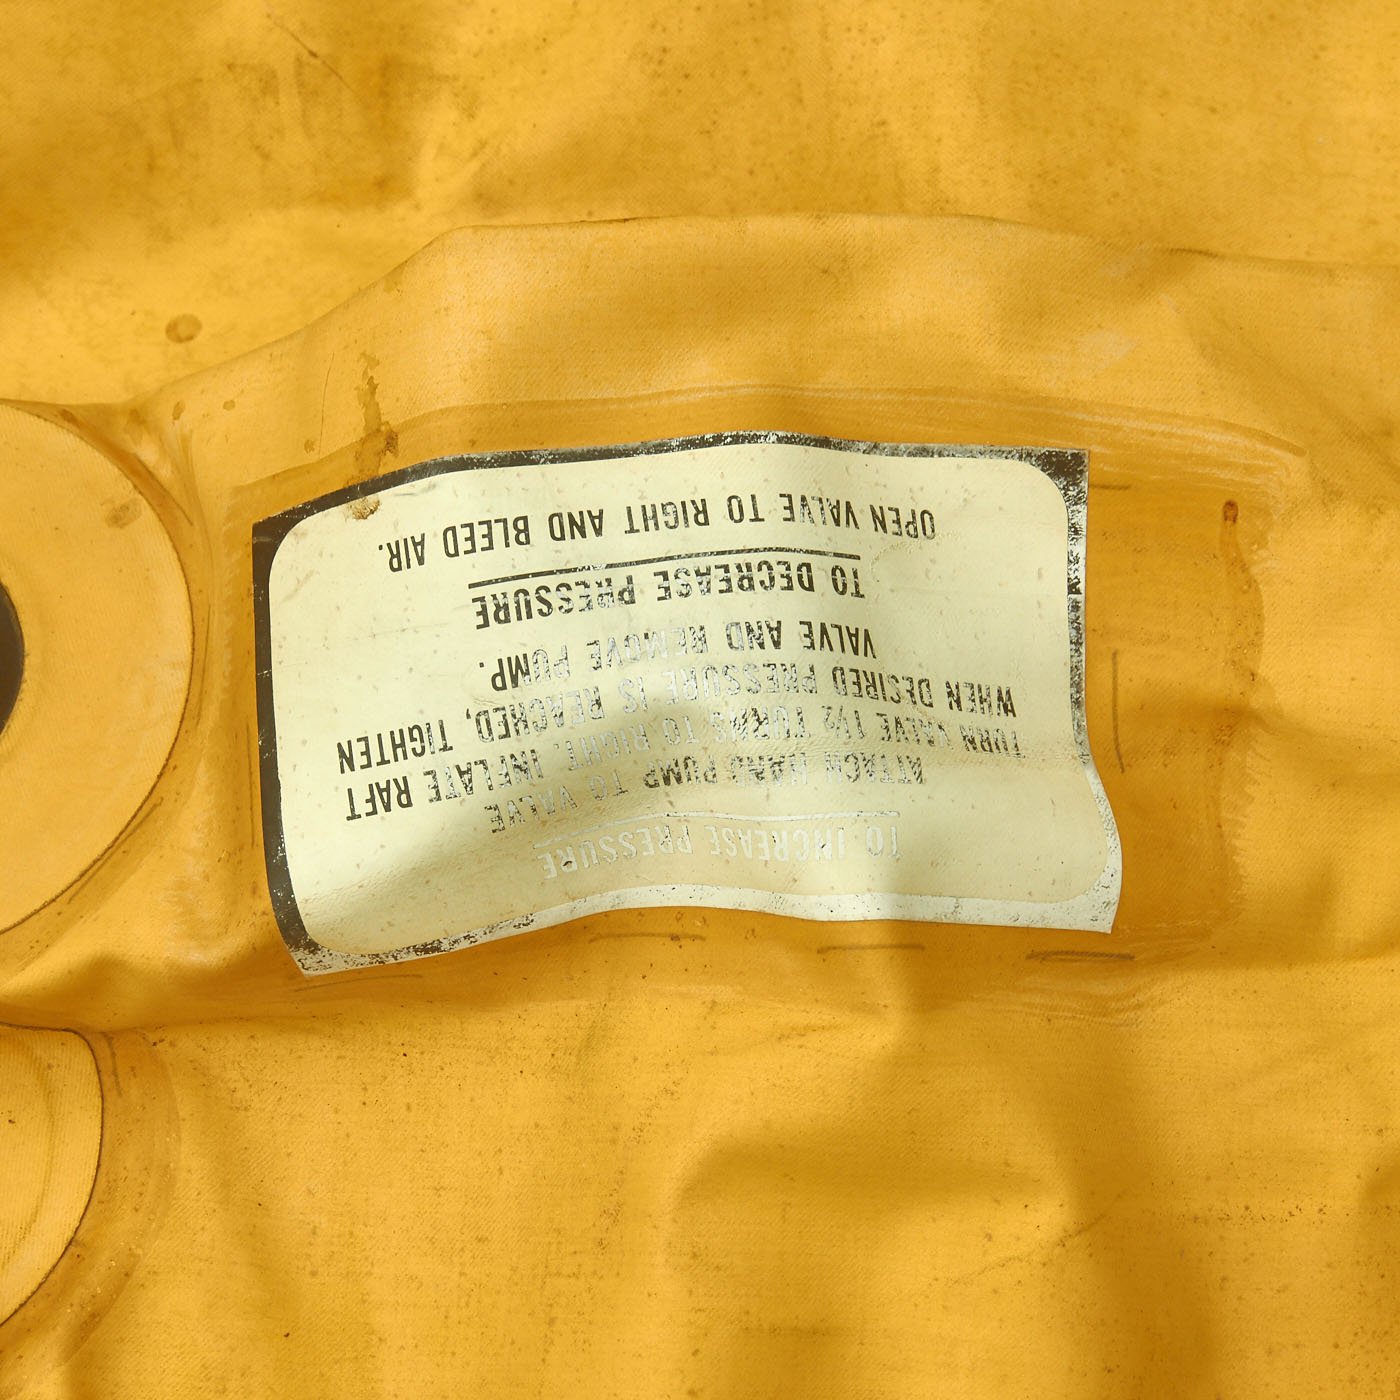 TO INCREASE PRESSURE
ATTACH HAND PUMP TO VALVE
TURN VALVE 1½ TURNS TO RIGHT. INFLATE RAFT
WHEN DESIRED PRESSURE IS REACHED, TIGHTEN
VALVE AND REMOVE PUMP.
TO DECREASE PRESSURE
OPEN VALVE TO RIGHT AND BLEED AIR.